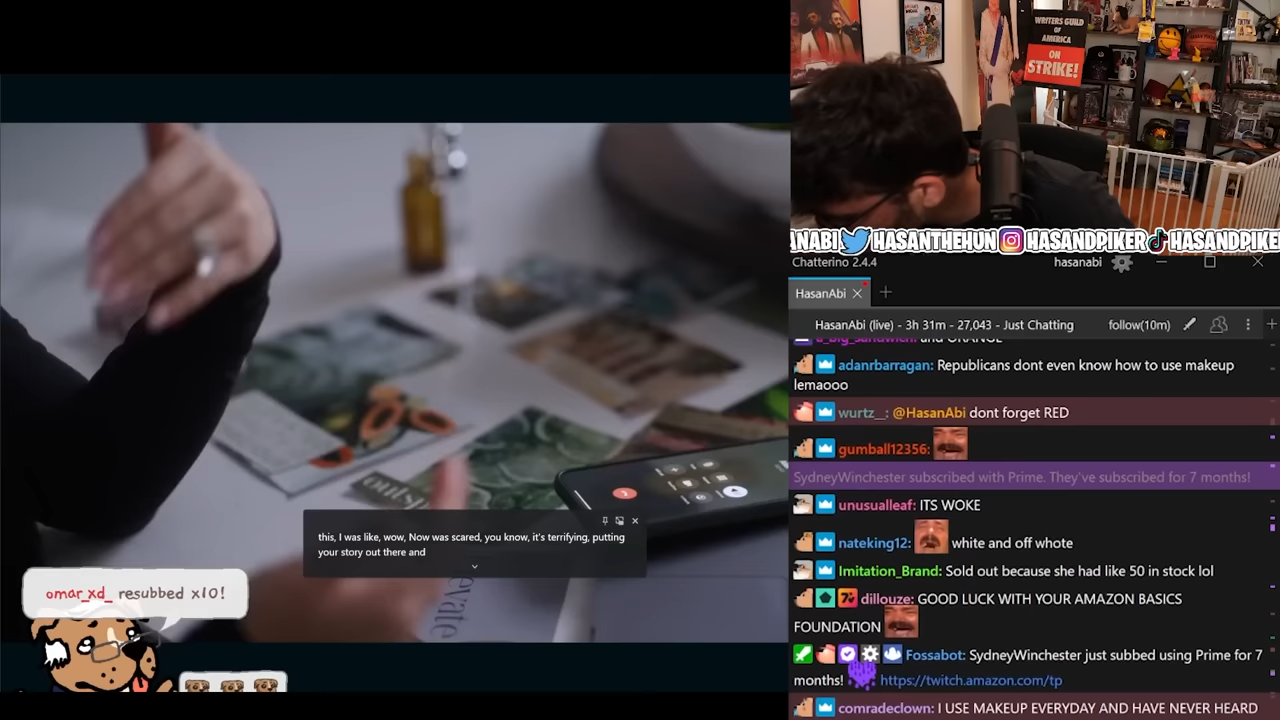 WRITERS GUILD
OF
AMERICA
ON
STRIKE!
ANABI HASANTHEHUN HASANDPIKER HASANDPIKE
Chatterino 2.4.4
hasanabi
HasanAbi
HasanAbi (live) - 3h 31m - 27,043 - Just Chatting
follow(10m)
a_big_sandwich: and ORANGE
adanrbarragan: Republicans dont even know how to use makeup
lemaooo
wurtz__: @HasanAbi dont forget RED
gumball12356:
SydneyWinchester subscribed with Prime. They've subscribed for 7 months!
unusualleaf: ITS WOKE
nateking12: white and off whote
Imitation_Brand: Sold out because she had like 50 in stock lol
dillouze: GOOD LUCK WITH YOUR AMAZON BASICS
FOUNDATION
Fossabot: SydneyWinchester just subbed using Prime for 7
months! https://twitch.amazon.com/tp
comradeclown: I USE MAKEUP EVERYDAY AND HAVE NEVER HEARD
this, I was like, wow, Now was scared, you know, it's terrifying, putting
your story out there and
omar_xd_ resubbed x10!